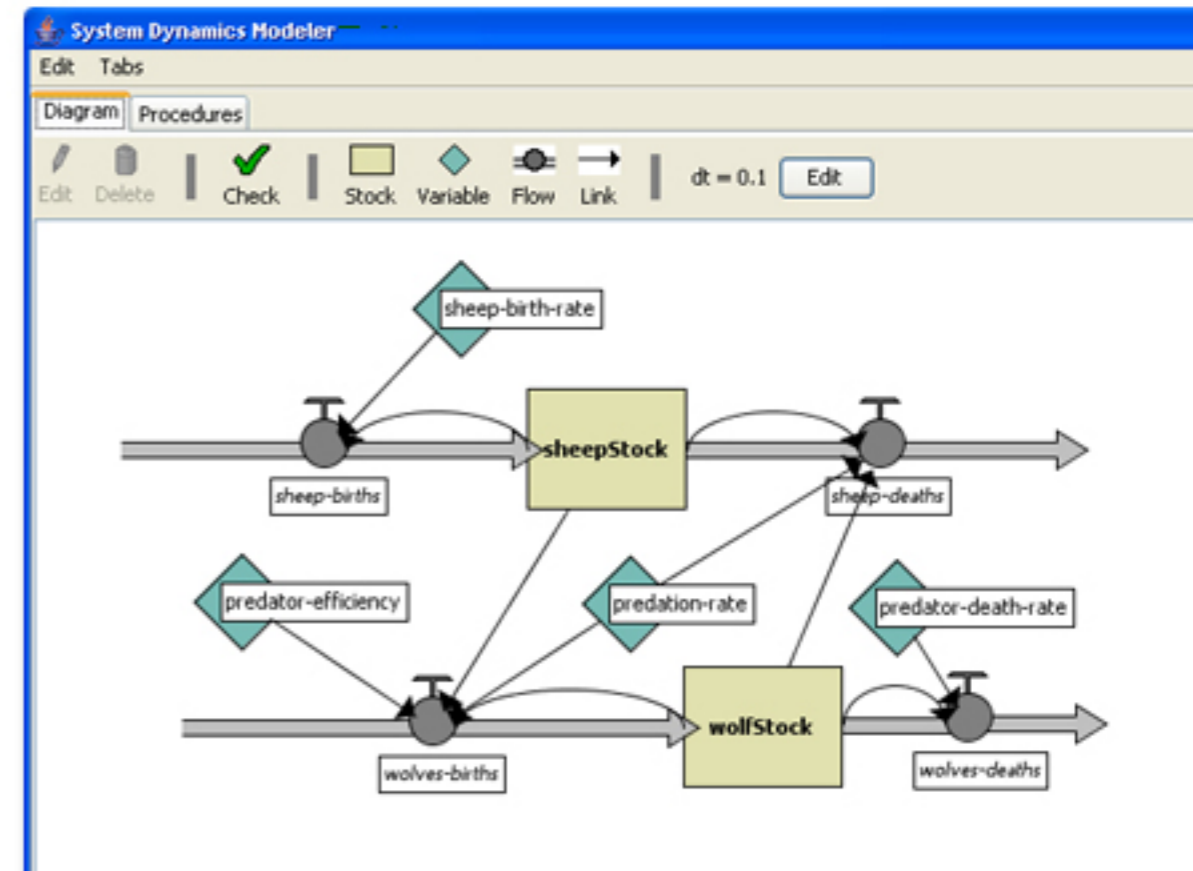 System Dynamics Modeler
Edit Tabs
Diagram Procedures
Edit Delete Check Stock Variable Flow Link dt = 0.1 Edit
sheep-birth-rate
sheepStock
sheep-births
sheep-deaths
predator-efficiency
predation-rate
predator-death-rate
wolfStock
wolves-births
wolves-deaths